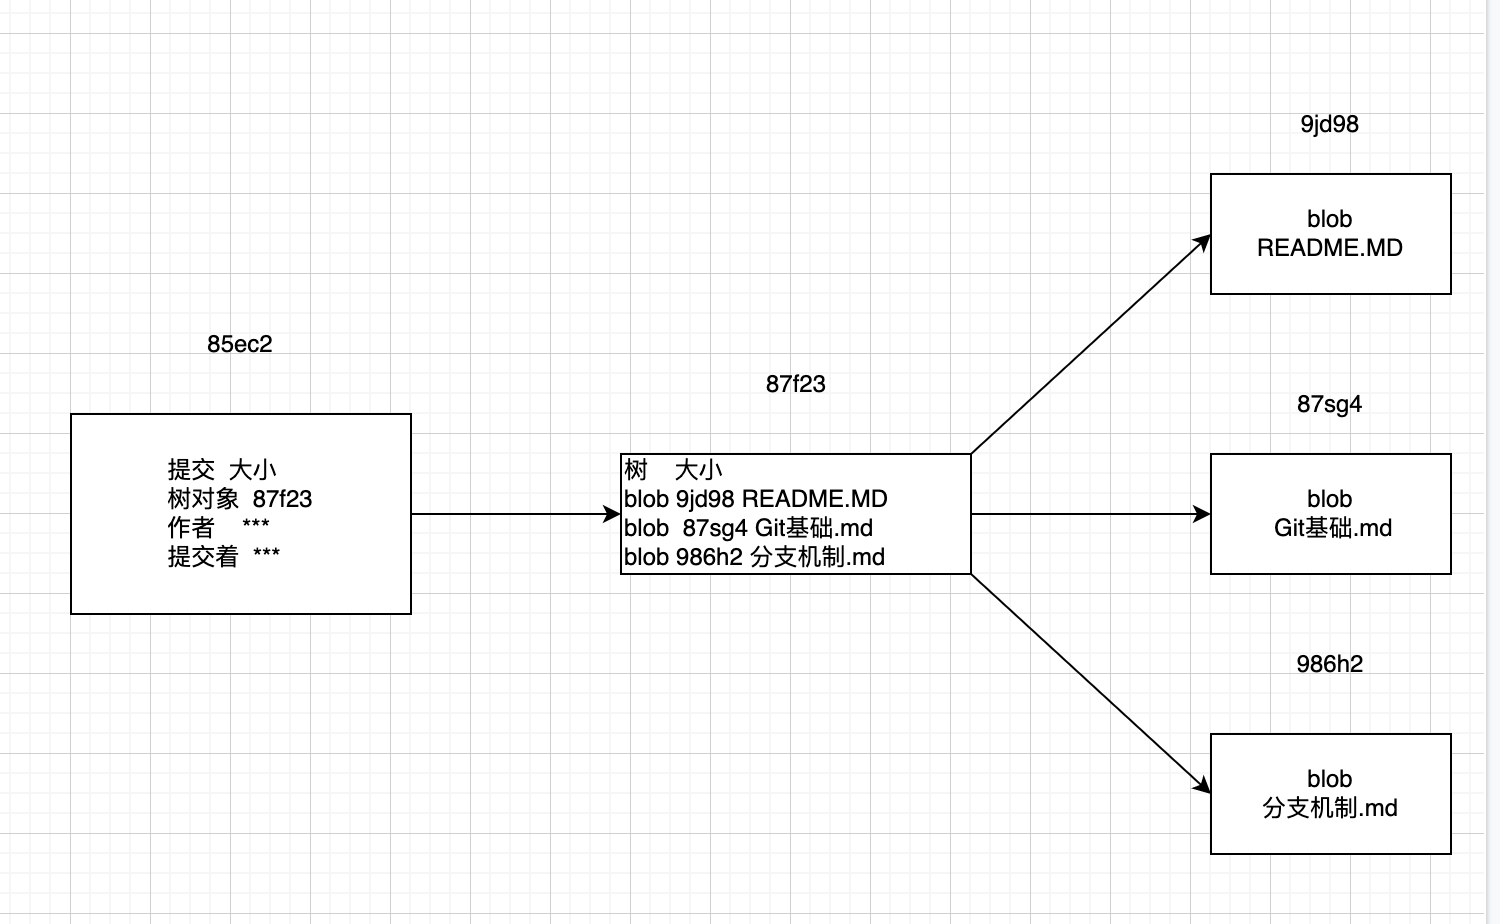 85ec2
提交 大小
树对象 87f23
作者 ***
提交着 ***
87f23
树 大小
blob 9jd98 README.MD
blob 87sg4 Git基础.md
blob 986h2 分支机制.md
9jd98
blob
README.MD
87sg4
blob
Git基础.md
986h2
blob
分支机制.md